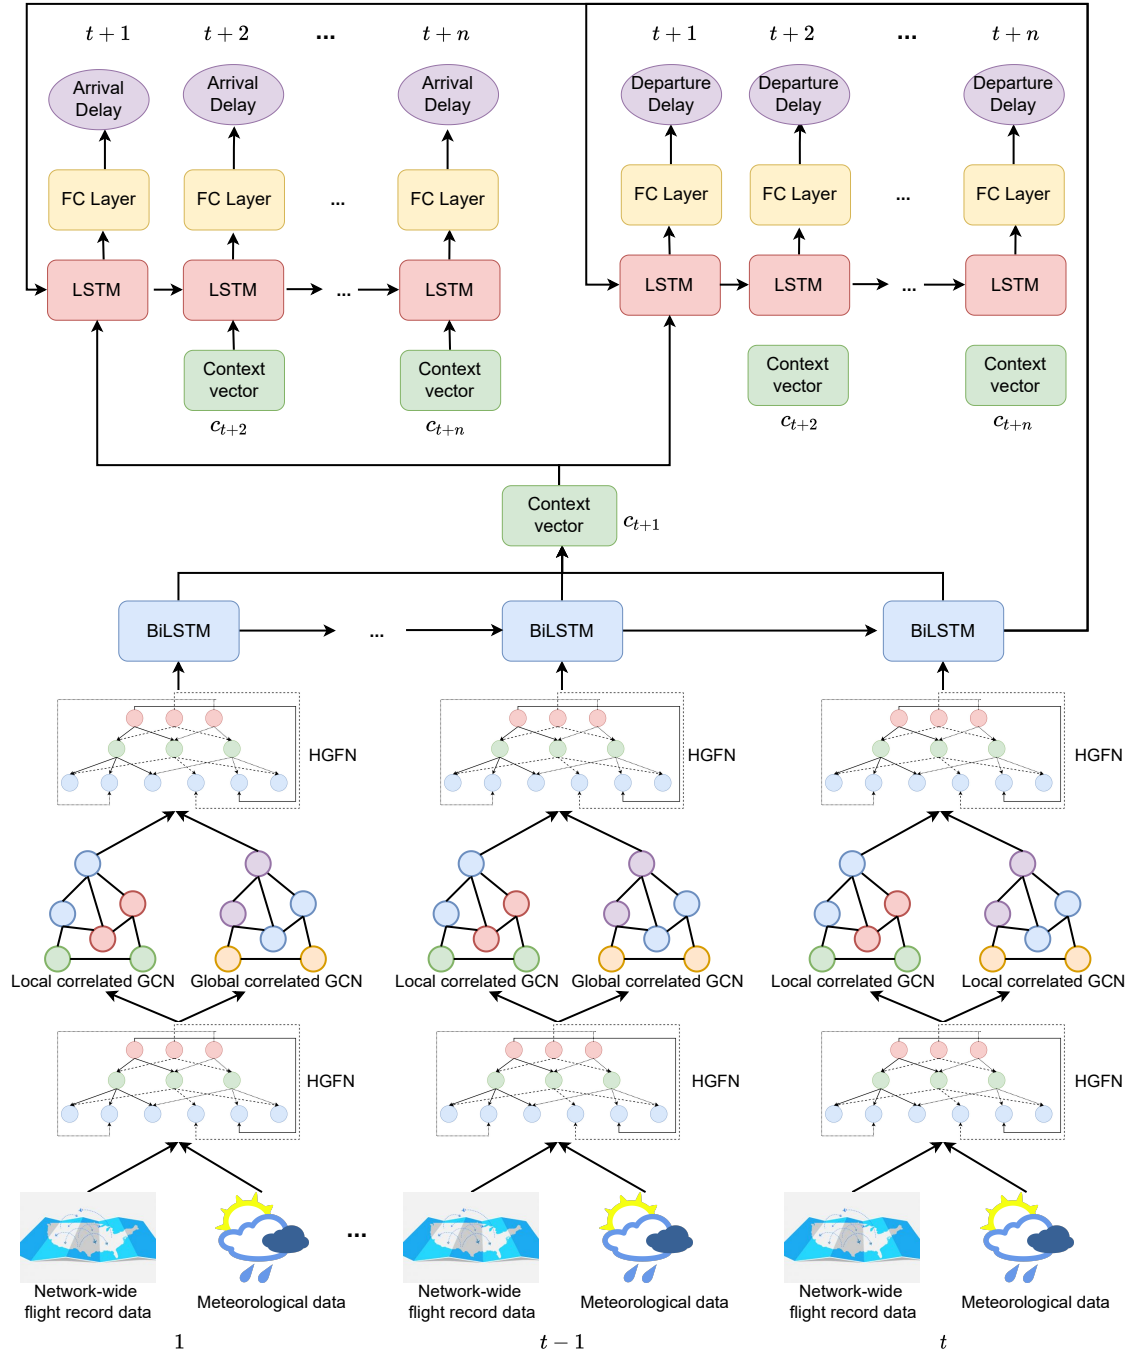 t + 1 t + 2 ... t + n t + 1 t + 2 ... t + n
Arrival Delay Arrival Delay Arrival Delay Departure Delay Departure Delay Departure Delay
FC Layer FC Layer ... FC Layer FC Layer FC Layer ... FC Layer
LSTM LSTM ... LSTM LSTM LSTM ... LSTM
Context vector Context vector Context vector Context vector
c_{t+2} c_{t+n} c_{t+2} c_{t+n}
Context vector c_{t+1}
BiLSTM ... BiLSTM BiLSTM
HGFN HGFN HGFN
Local correlated GCN Global correlated GCN Local correlated GCN Global correlated GCN Local correlated GCN Local correlated GCN
HGFN HGFN HGFN
...
Network-wide flight record data Meteorological data Network-wide flight record data Meteorological data Network-wide flight record data Meteorological data
1 t − 1 t